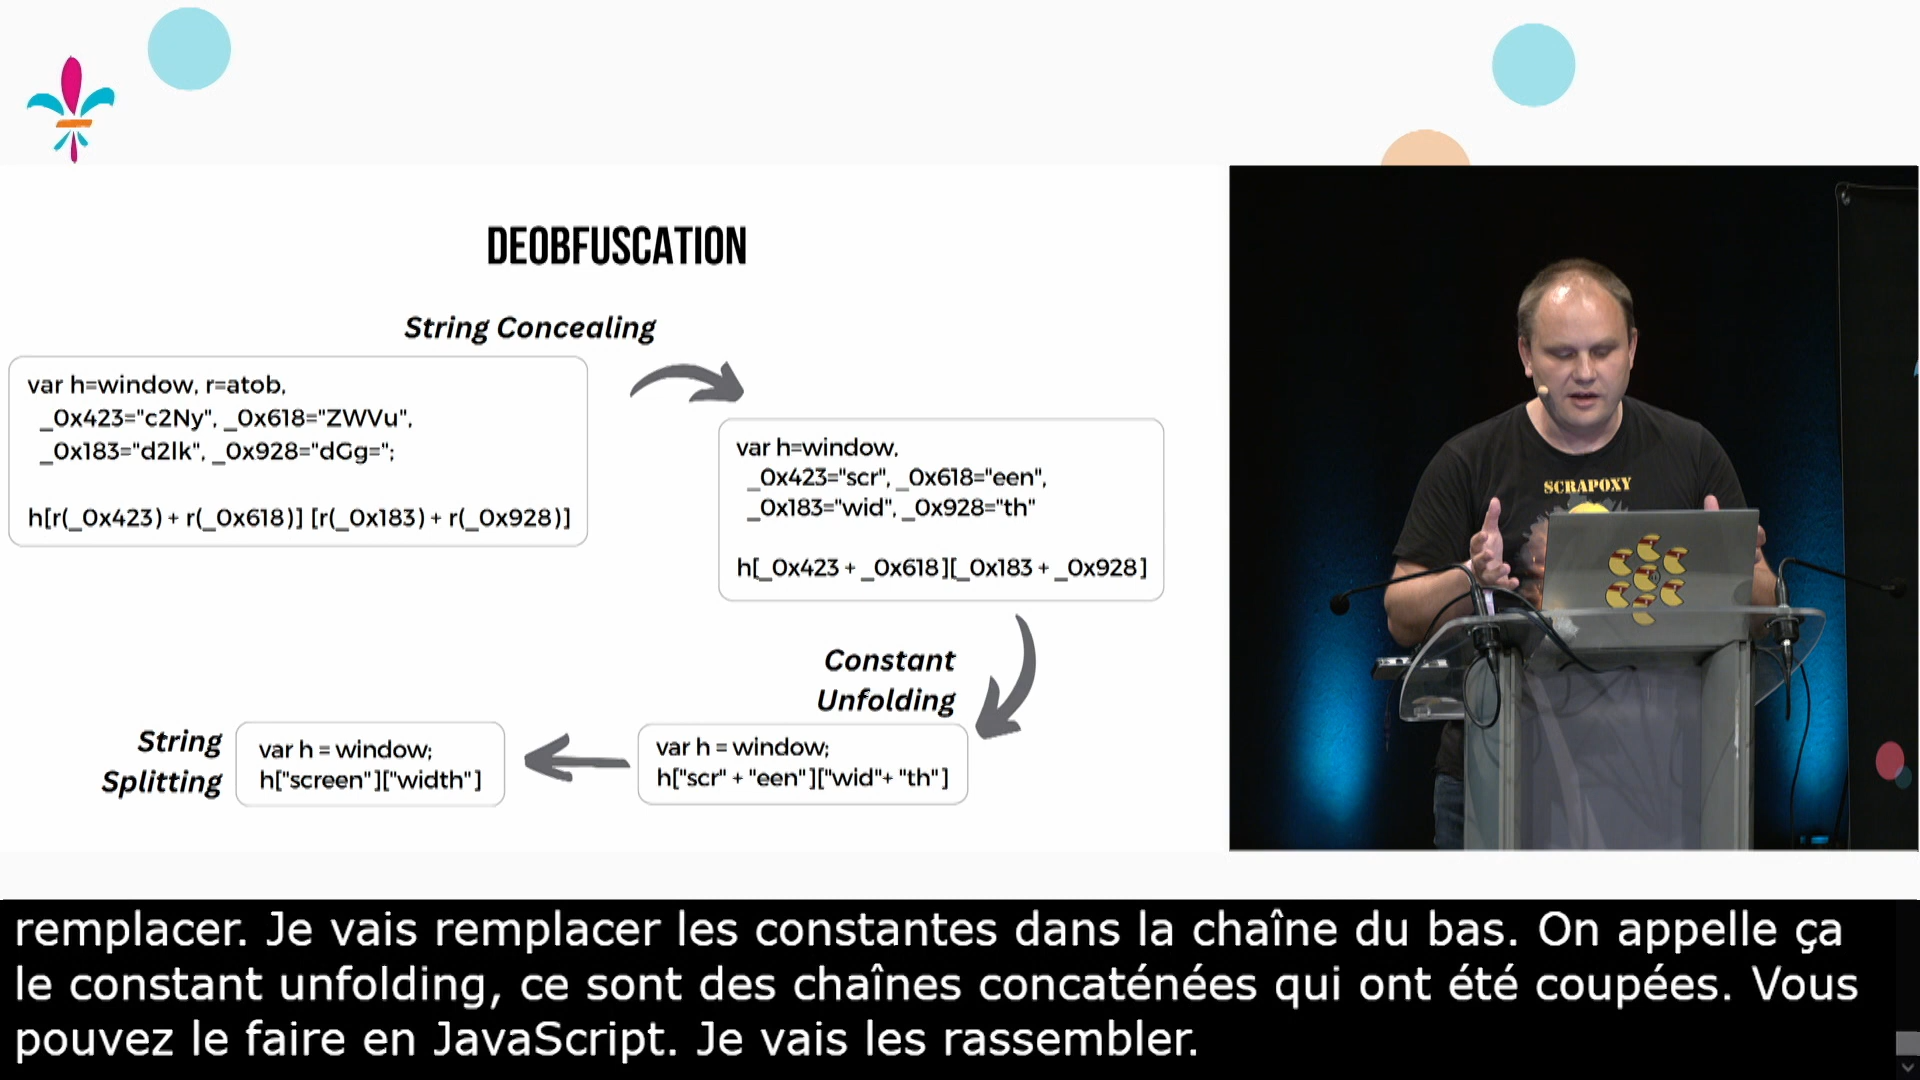 DEOBFUSCATION
String Concealing
var h=window, r=atob,
_0x423="c2Ny", _0x618="ZWVu",
_0x183="d2lk", _0x928="dGg=";
h[r(_0x423) + r(_0x618)] [r(_0x183) + r(_0x928)]
var h=window,
_0x423="scr", _0x618="een",
_0x183="wid", _0x928="th"
h[_0x423 + _0x618][_0x183 + _0x928]
Constant
Unfolding
var h = window;
h["scr" + "een"]["wid"+ "th"]
String
Splitting
var h = window;
h["screen"]["width"]
SCRAPOXY
remplacer. Je vais remplacer les constantes dans la chaîne du bas. On appelle ça
le constant unfolding, ce sont des chaînes concaténées qui ont été coupées. Vous
pouvez le faire en JavaScript. Je vais les rassembler.